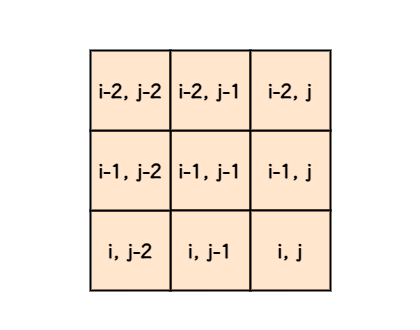 i-2, j-2 i-2, j-1 i-2, j
i-1, j-2 i-1, j-1 i-1, j
i, j-2 i, j-1 i, j